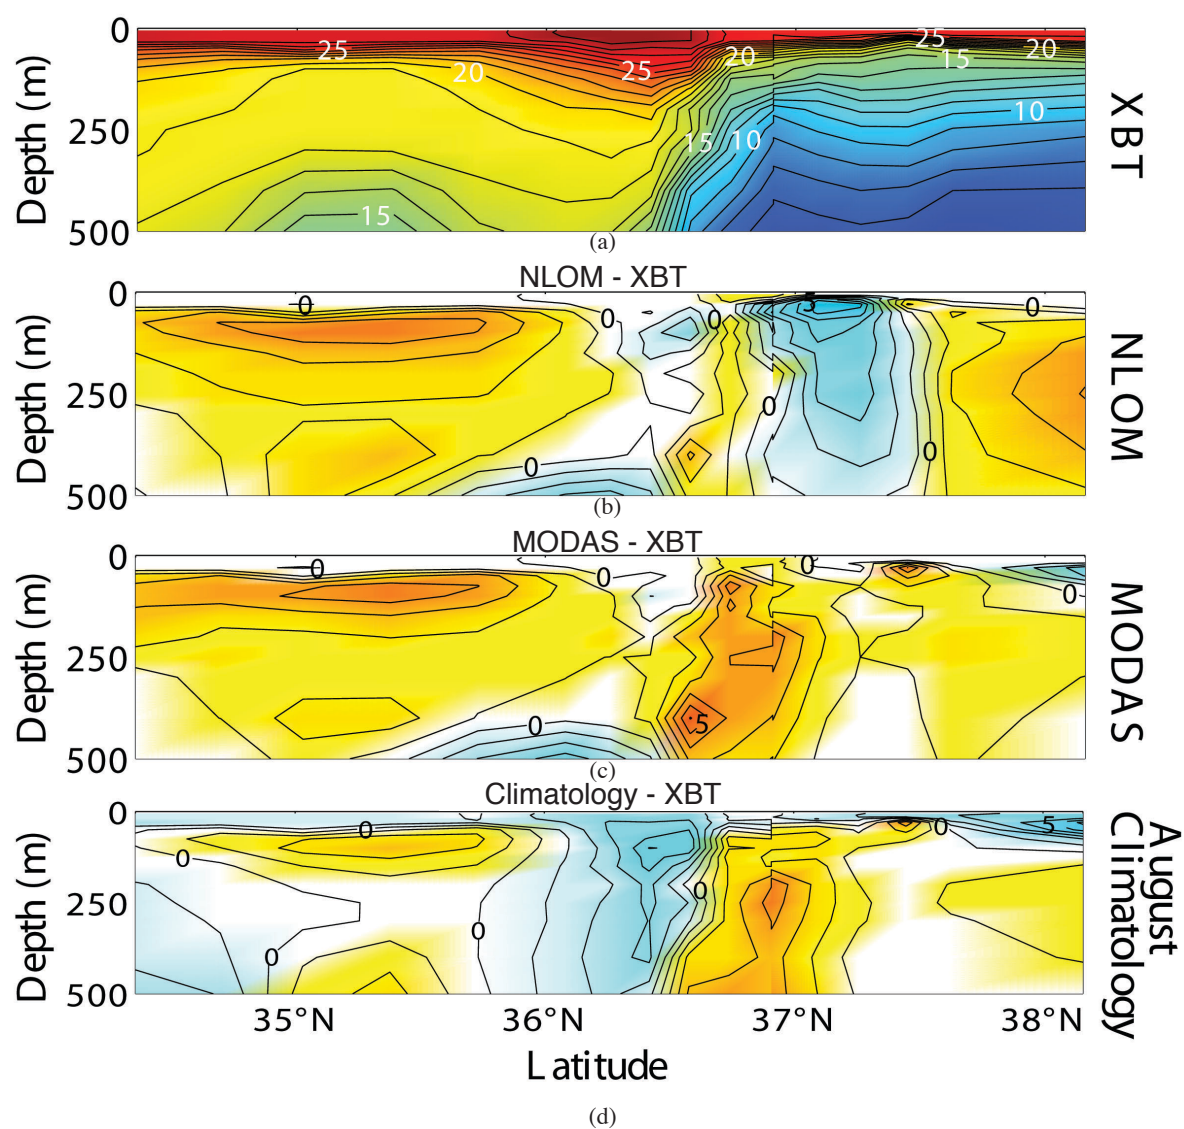 0
250
500
Depth (m)
25
20
25
20
25
15
20
15
10
10
15
XBT
(a)
NLOM - XBT
0
250
500
Depth (m)
0
0
0
5
0
0
0
0
NLOM
(b)
MODAS - XBT
0
250
500
Depth (m)
0
0
0
0
0
5
MODAS
(c)
Climatology - XBT
0
250
500
Depth (m)
0
0
0
5
0
0
0
August
Climatology
35°N
36°N
37°N
38°N
Latitude
(d)